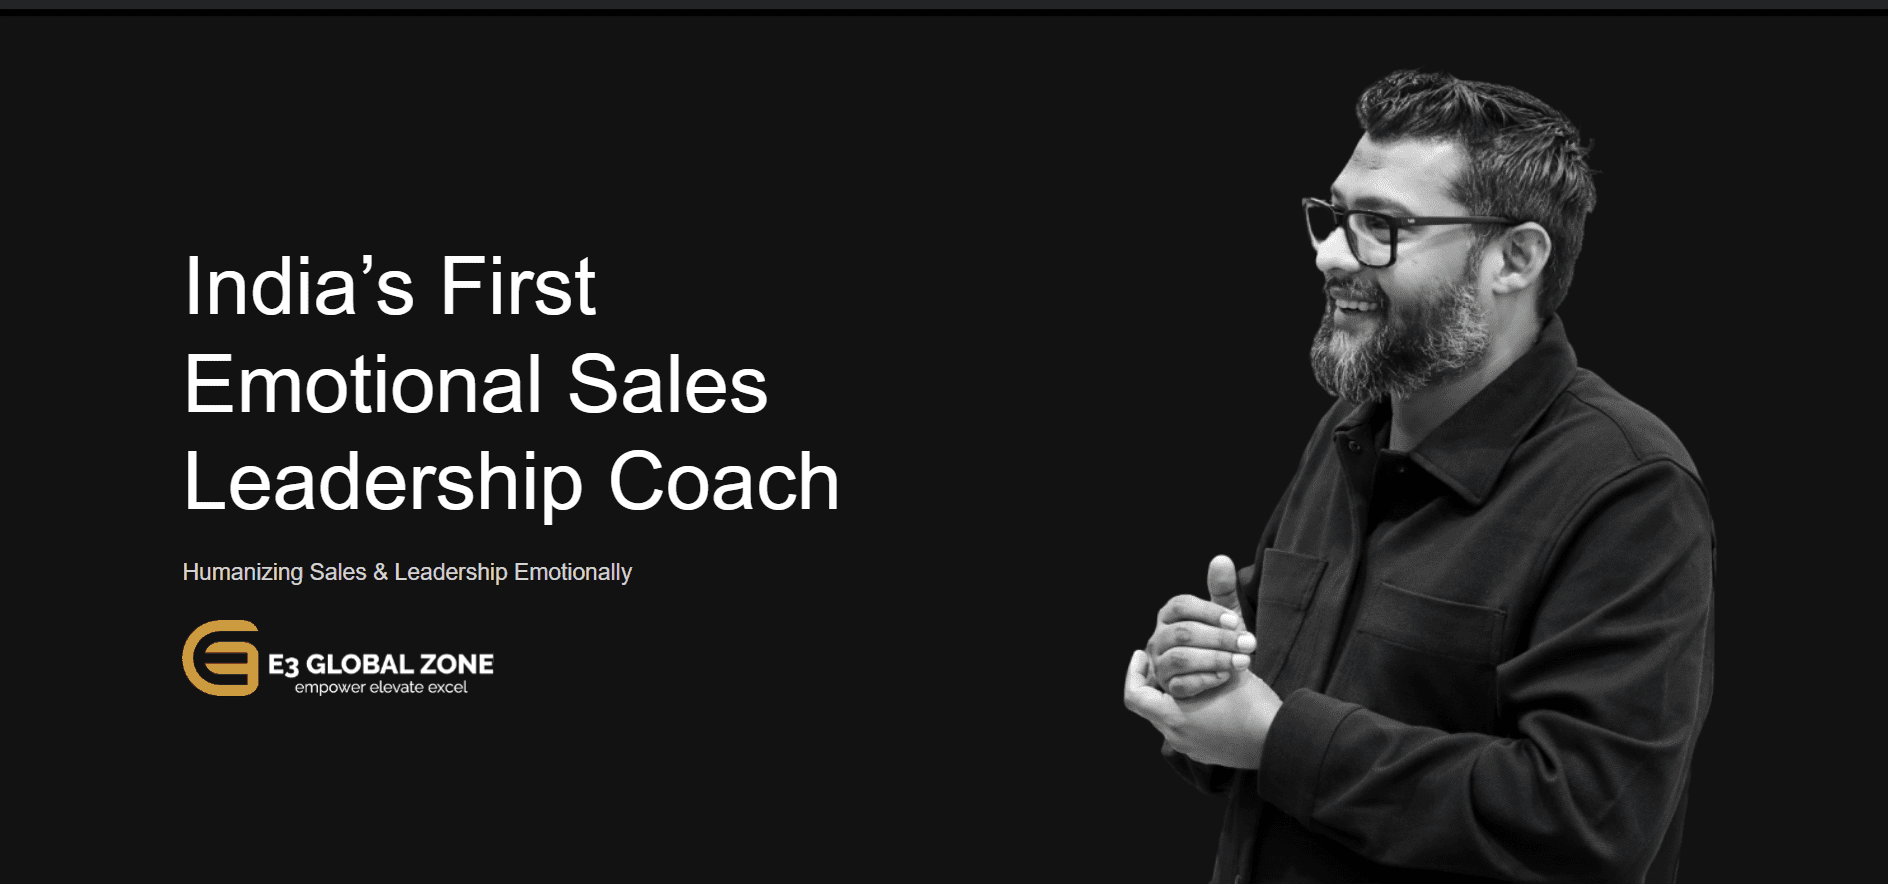 India’s First
Emotional Sales
Leadership Coach
Humanizing Sales & Leadership Emotionally
E3 GLOBAL ZONE
empower elevate excel